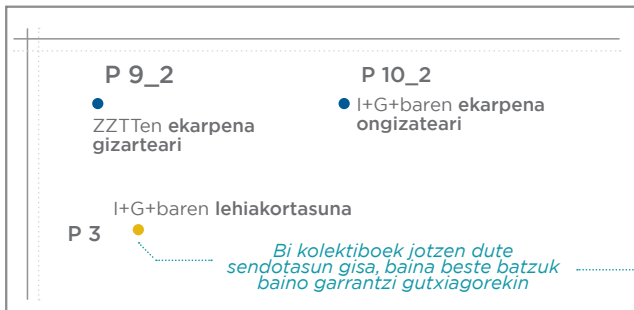 P 9_2
ZZTTen ekarpena
gizarteari
P 10_2
I+G+baren ekarpena
ongizateari
I+G+baren lehiakortasuna
P 3
Bi kolektiboek jotzen dute
sendotasun gisa, baina beste batzuk
baino garrantzi gutxiagorekin